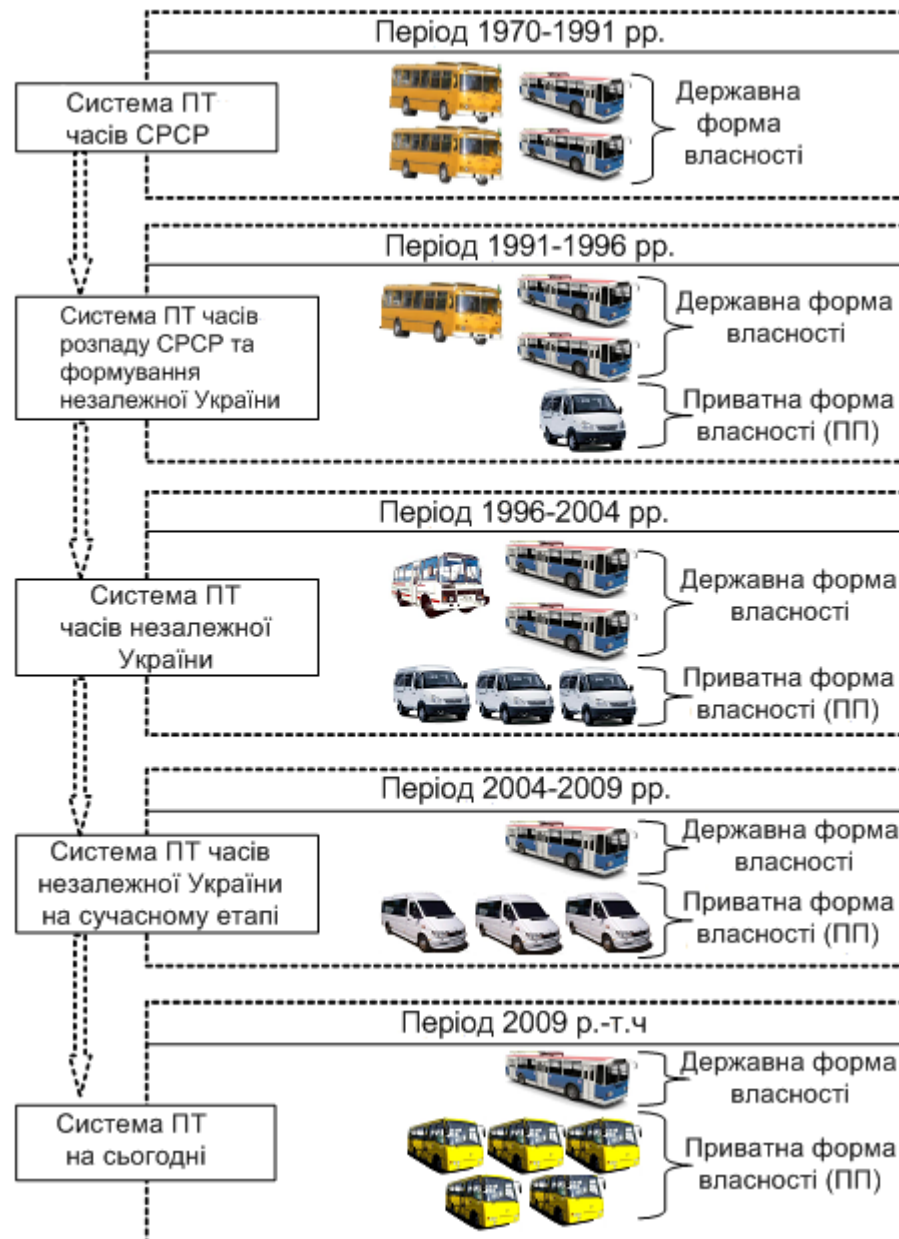 Період 1970-1991 рр.
Система ПТ
часів СРСР
Державна
форма
власності
Період 1991-1996 рр.
Система ПТ часів
розпаду СРСР та
формування
незалежної України
Державна форма
власності
Приватна форма
власності (ПП)
Період 1996-2004 рр.
Система ПТ
часів незалежної
України
Державна форма
власності
Приватна форма
власності (ПП)
Період 2004-2009 рр.
Система ПТ часів
незалежної України
на сучасному етапі
Державна форма
власності
Приватна форма
власності (ПП)
Період 2009 р.-т.ч
Система ПТ
на сьогодні
Державна форма
власності
Приватна форма
власності (ПП)